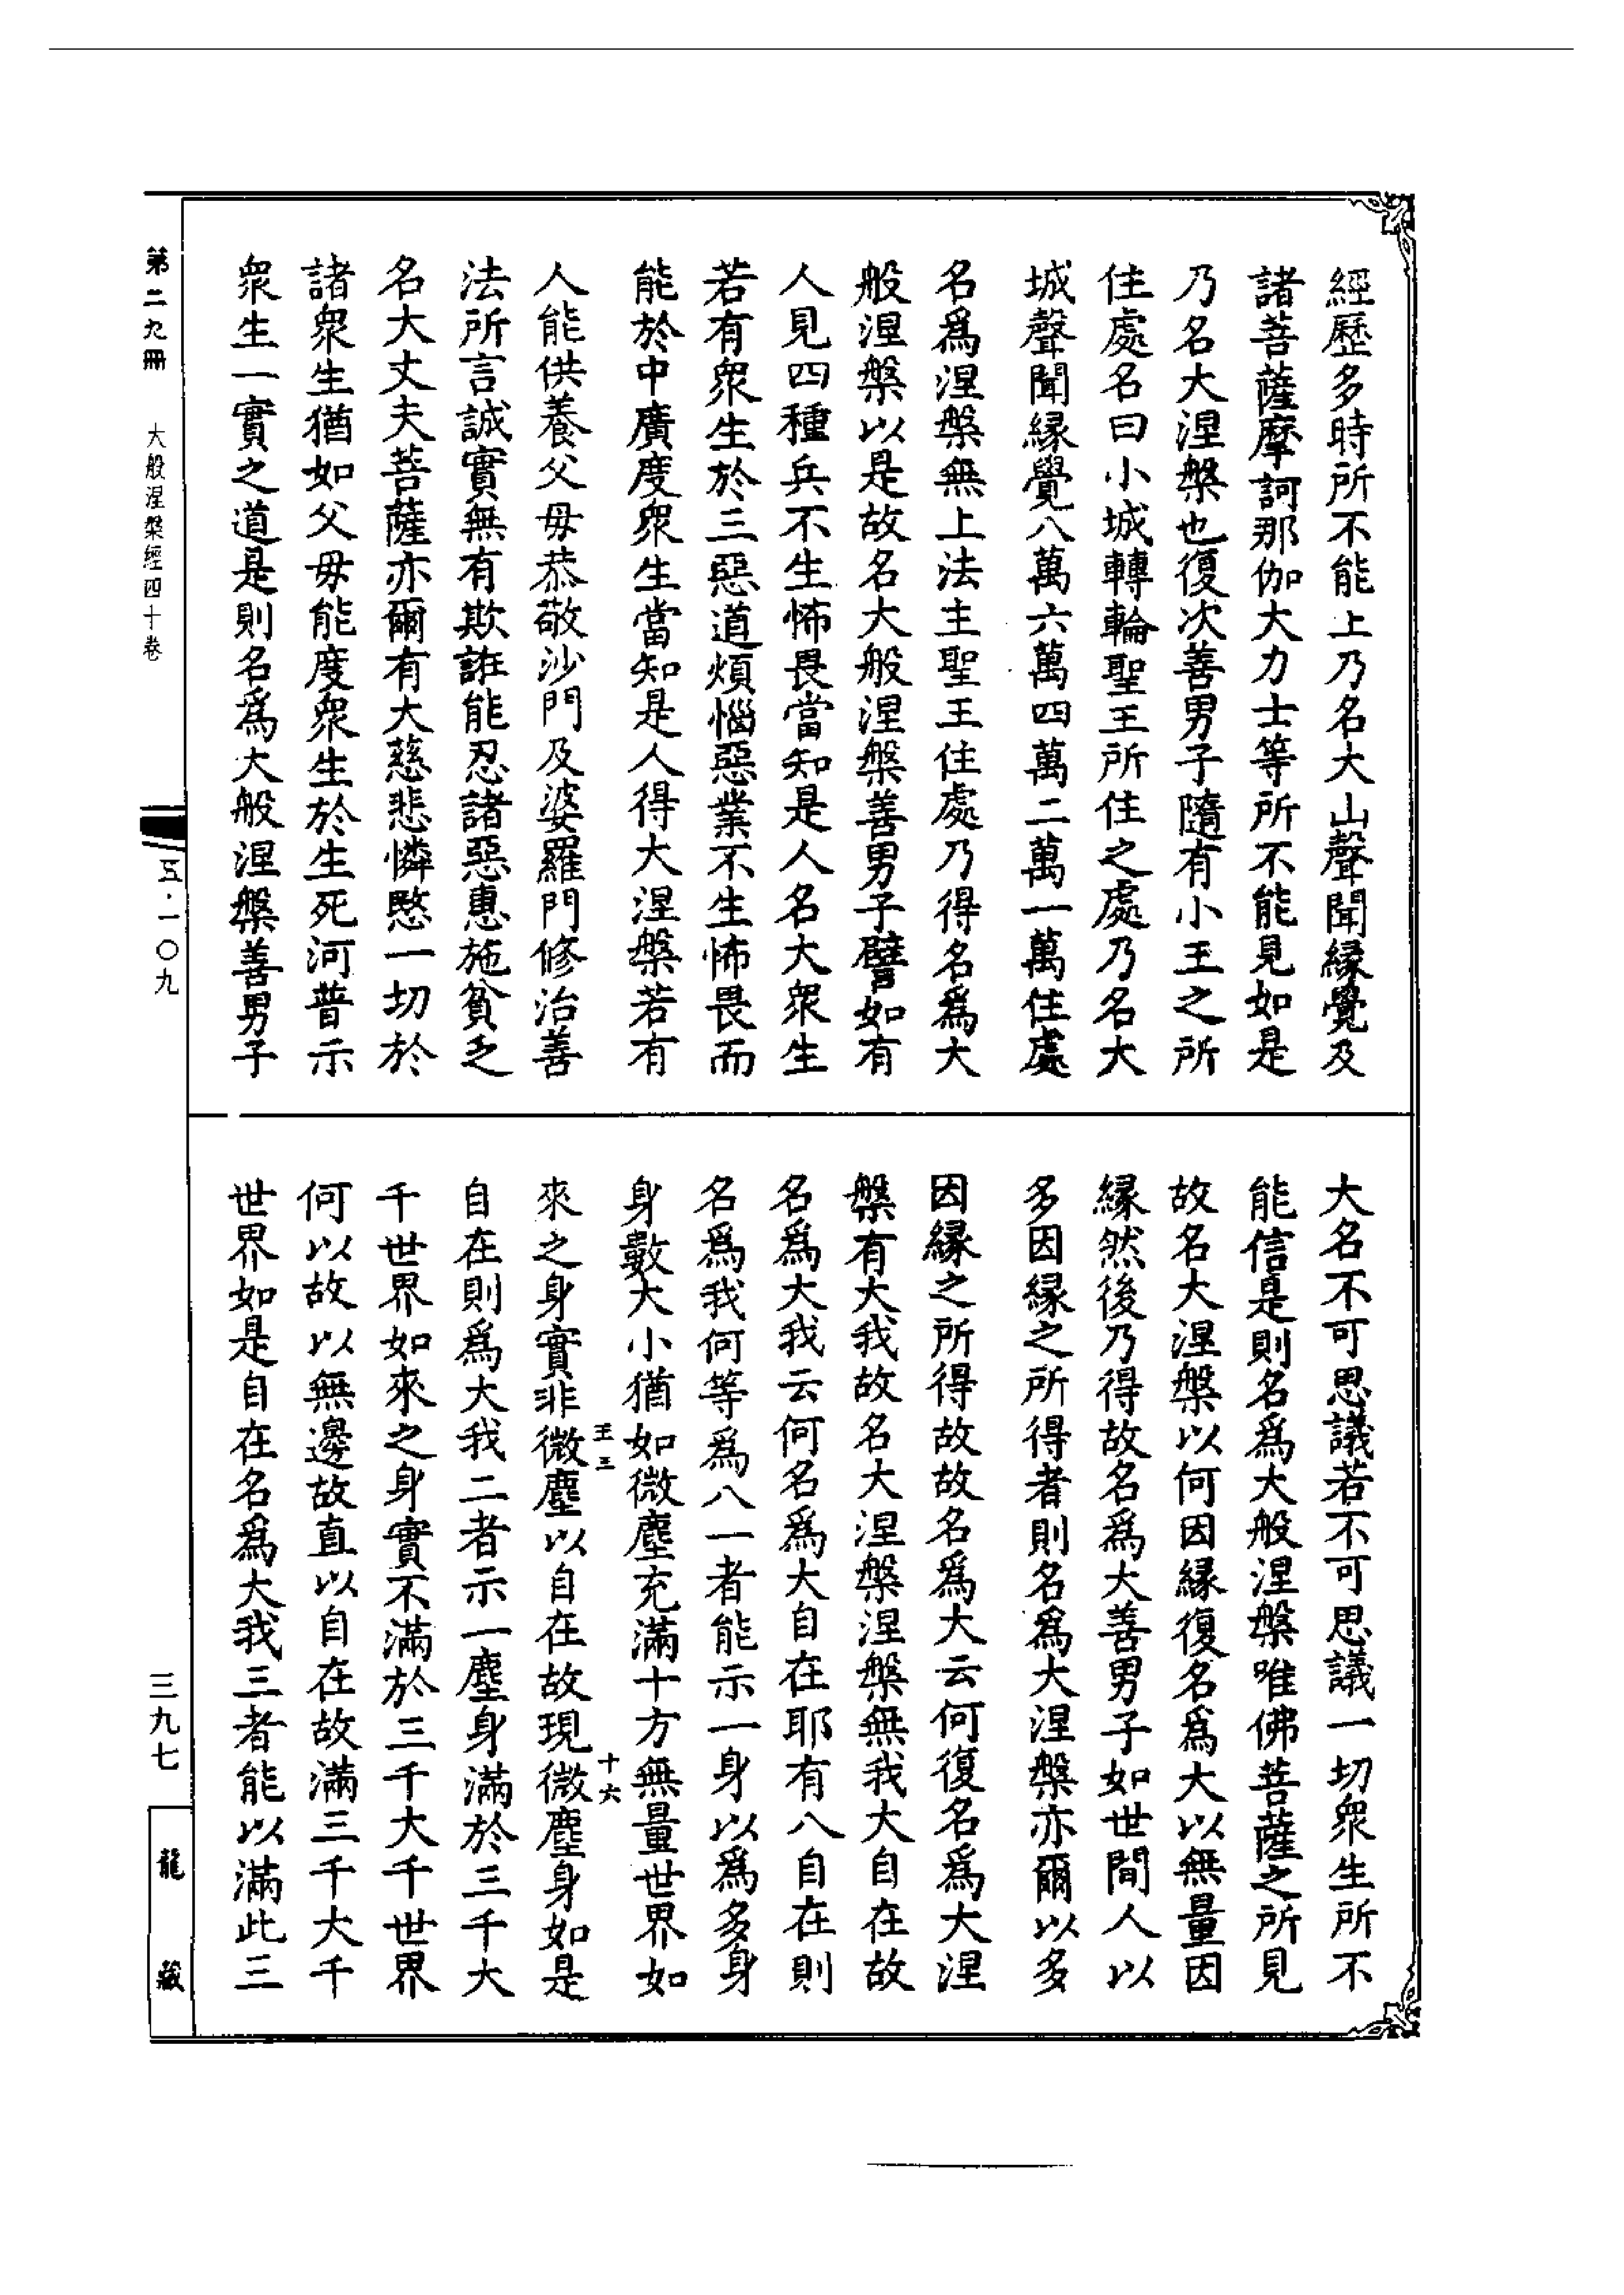 經歷多時所不能上乃名大山聲聞縁覺及
諸菩薩摩訶那伽大力士等所不能見如是
乃名大涅槃也復次善男子隨有小王之所
住處名曰小城轉輪聖王所住之處乃名大
城聲聞縁覺八萬六萬四萬二萬一萬住處
名為涅槃無上法主聖王住處乃得名為大
般涅槃以是故名大般涅槃善男子譬如有
人見四種兵不生怖畏當知是人名大衆生
若有衆生於三惡道煩惱惡業不生怖畏而
能於中廣度衆生當知是人得大涅槃若有
人能供養父母恭敬沙門及婆羅門修治善
法所言誠實無有欺誑能忍諸惡惠施貧乏
名大丈夫菩薩亦爾有大慈悲憐愍一切於
諸衆生猶如父母能度衆生於生死河普示
衆生一實之道是則名為大般涅槃善男子
大名不可思議若不可思議一切衆生所不
能信是則名為大般涅槃唯佛菩薩之所見
故名大涅槃以何因縁復名為大以無量因
縁然後乃得故名為大善男子如世間人以
多因縁之所得者則名為大涅槃亦爾以多
因縁之所得故故名為大云何復名為大涅
槃有大我故名大涅槃涅槃無我大自在故
名為大我云何名為大自在耶有八自在則
名為我何等為八一者能示一身以為多身
身數大小猶如微塵充滿十方無量世界如
王三
十六
來之身實非微塵以自在故現微塵身如是
自在則為大我二者示一塵身滿於三千大
千世界如來之身實不滿於三千大千世界
何以故以無邊故直以自在故滿三千大千
世界如是自在名為大我三者能以滿此三
第二九冊
大般涅槃經四十卷
五·一〇九
三九七
龍藏